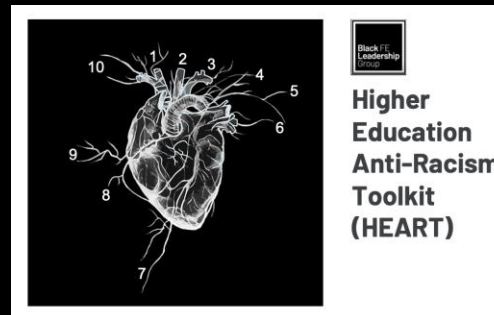 1
2
3
4
5
6
7
8
9
10
Black FE
Leadership
Group
Higher
Education
Anti-Racism
Toolkit
(HEART)